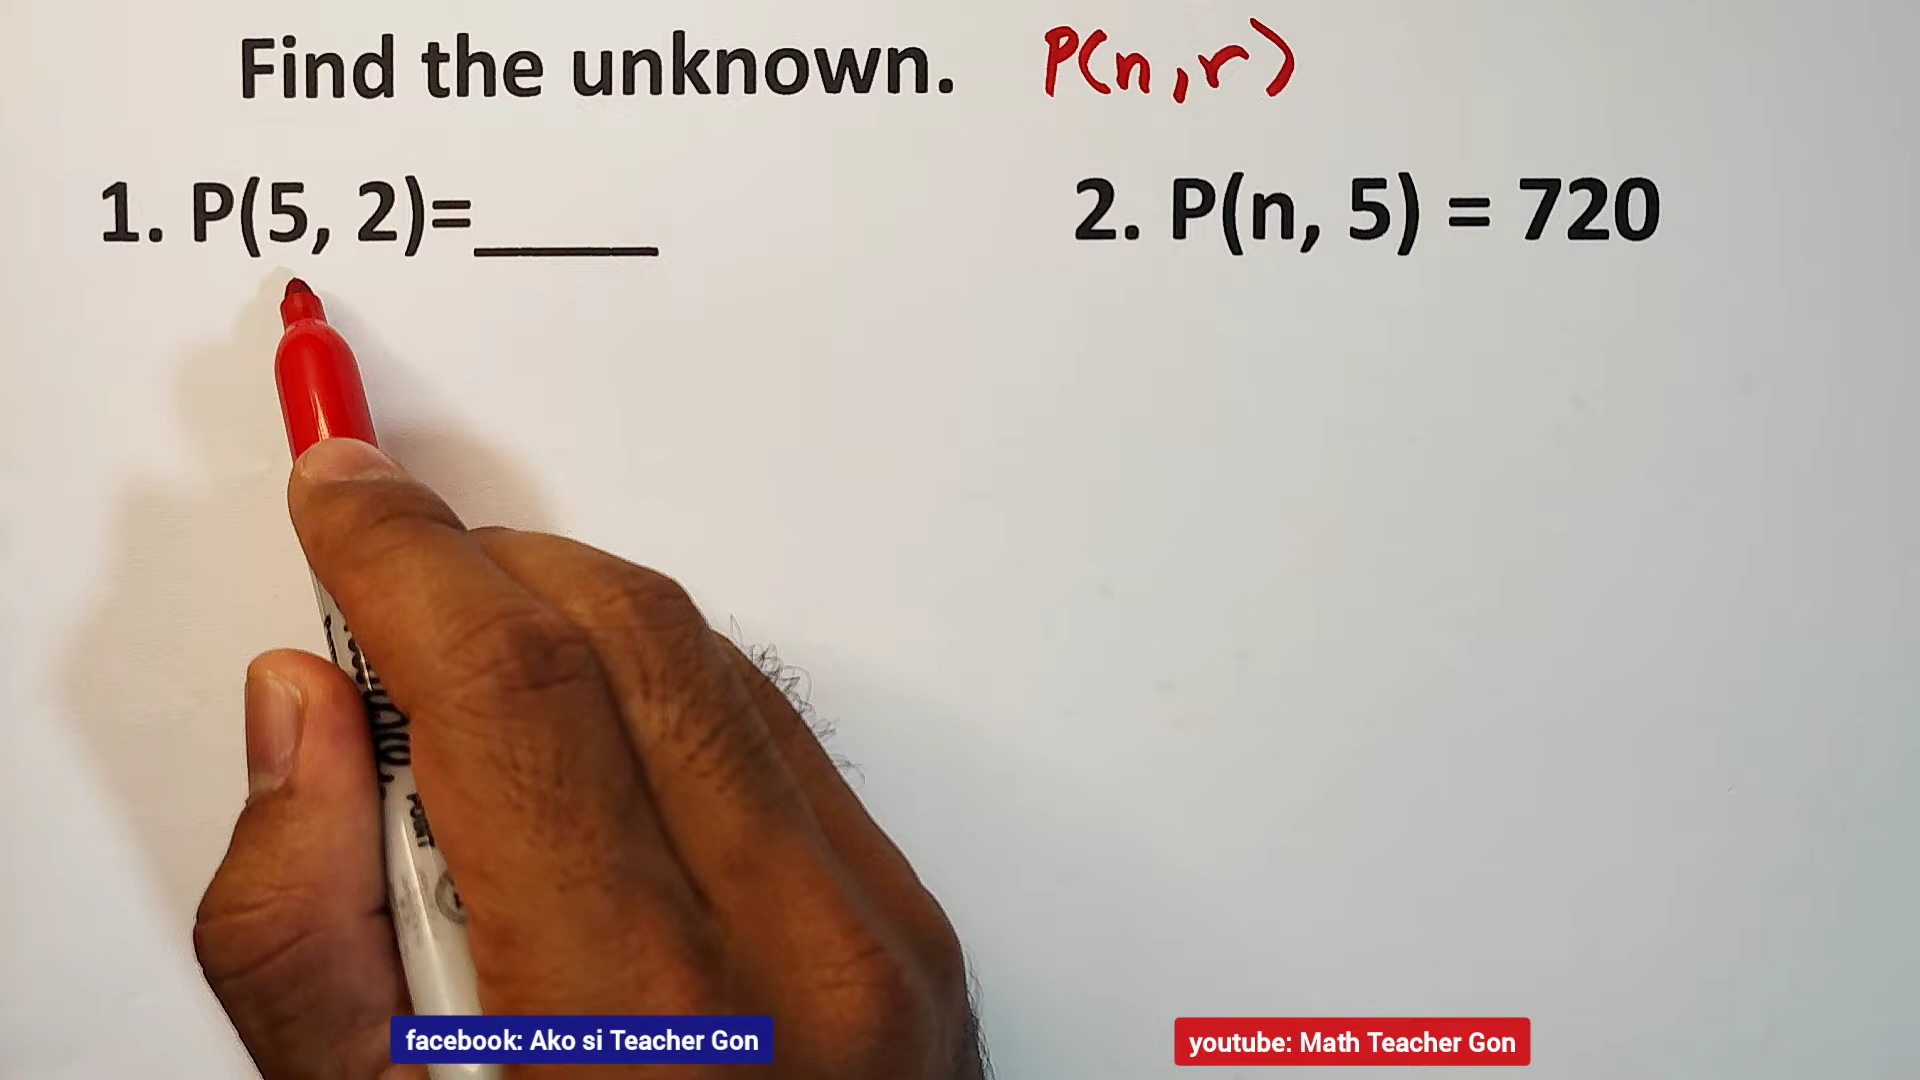 Find the unknown. P(n,r)
1. P(5, 2)=_____
2. P(n, 5) = 720
facebook: Ako si Teacher Gon
youtube: Math Teacher Gon